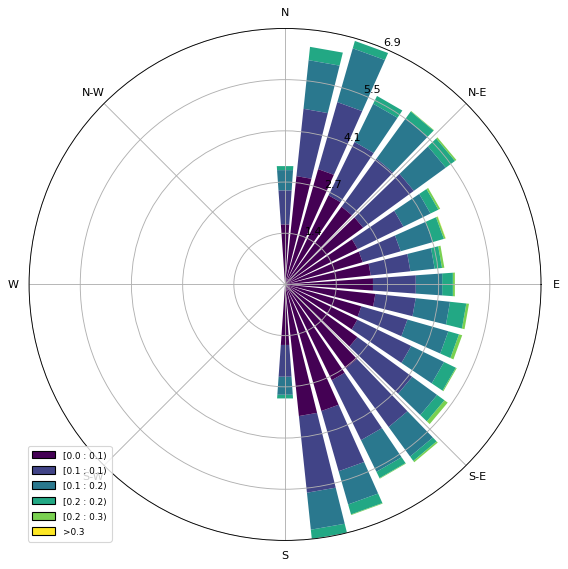 N
6.9
N-W
N-E
5.5
4.1
2.7
W
E
[0.0 : 0.1)
[0.1 : 0.1)
[0.1 : 0.2)
[0.2 : 0.2)
[0.2 : 0.3)
>0.3
S-W
S-E
S